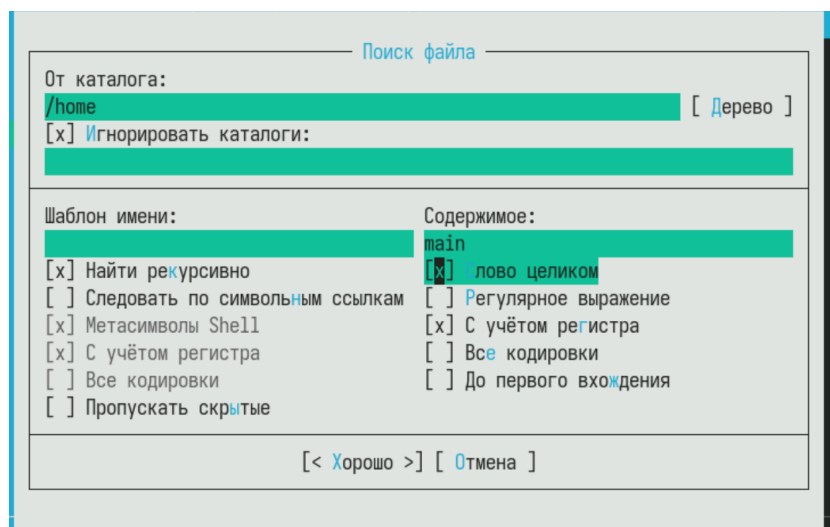 Поиск файла
От каталога:
/home [ Дерево ]
[x] Игнорировать каталоги:
Шаблон имени: Содержимое:
main
[x] Найти рекурсивно [x] Слово целиком
[ ] Следовать по символьным ссылкам [ ] Регулярное выражение
[x] Метасимволы Shell [x] С учётом регистра
[x] С учётом регистра [ ] Все кодировки
[ ] Все кодировки [ ] До первого вхождения
[ ] Пропускать скрытые
[< Хорошо >] [ Отмена ]